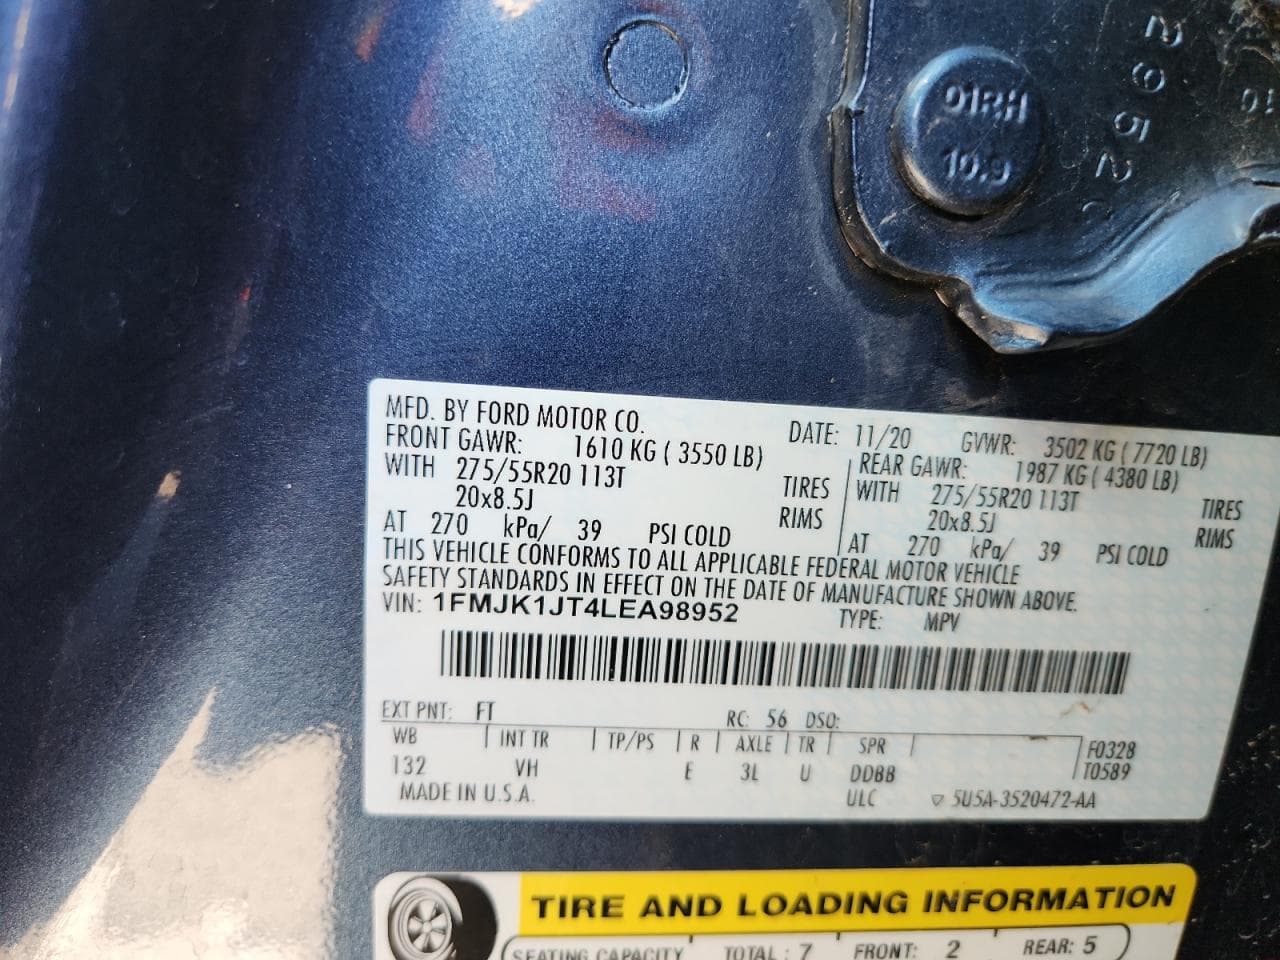 2952
10
01RH
10.9
MFD. BY FORD MOTOR CO. DATE: 11/20 GVWR: 3502 KG ( 7720 LB)
FRONT GAWR: 1610 KG ( 3550 LB) REAR GAWR: 1987 KG ( 4380 LB)
WITH 275/55R20 113T TIRES WITH 275/55R20 113T TIRES
20x8.5J RIMS 20x8.5J RIMS
AT 270 kPa/ 39 PSI COLD AT 270 kPa/ 39 PSI COLD
THIS VEHICLE CONFORMS TO ALL APPLICABLE FEDERAL MOTOR VEHICLE
SAFETY STANDARDS IN EFFECT ON THE DATE OF MANUFACTURE SHOWN ABOVE.
VIN: 1FMJK1JT4LEA98952 TYPE: MPV
EXT PNT: FT RC: 56 DSO:
WB INT TR TP/PS R AXLE TR SPR F0328
132 VH E 3L U DDBB T0589
MADE IN U.S.A. ULC 5U5A-3520472-AA
TIRE AND LOADING INFORMATION
SEATING CAPACITY TOTAL : 7 FRONT: 2 REAR: 5